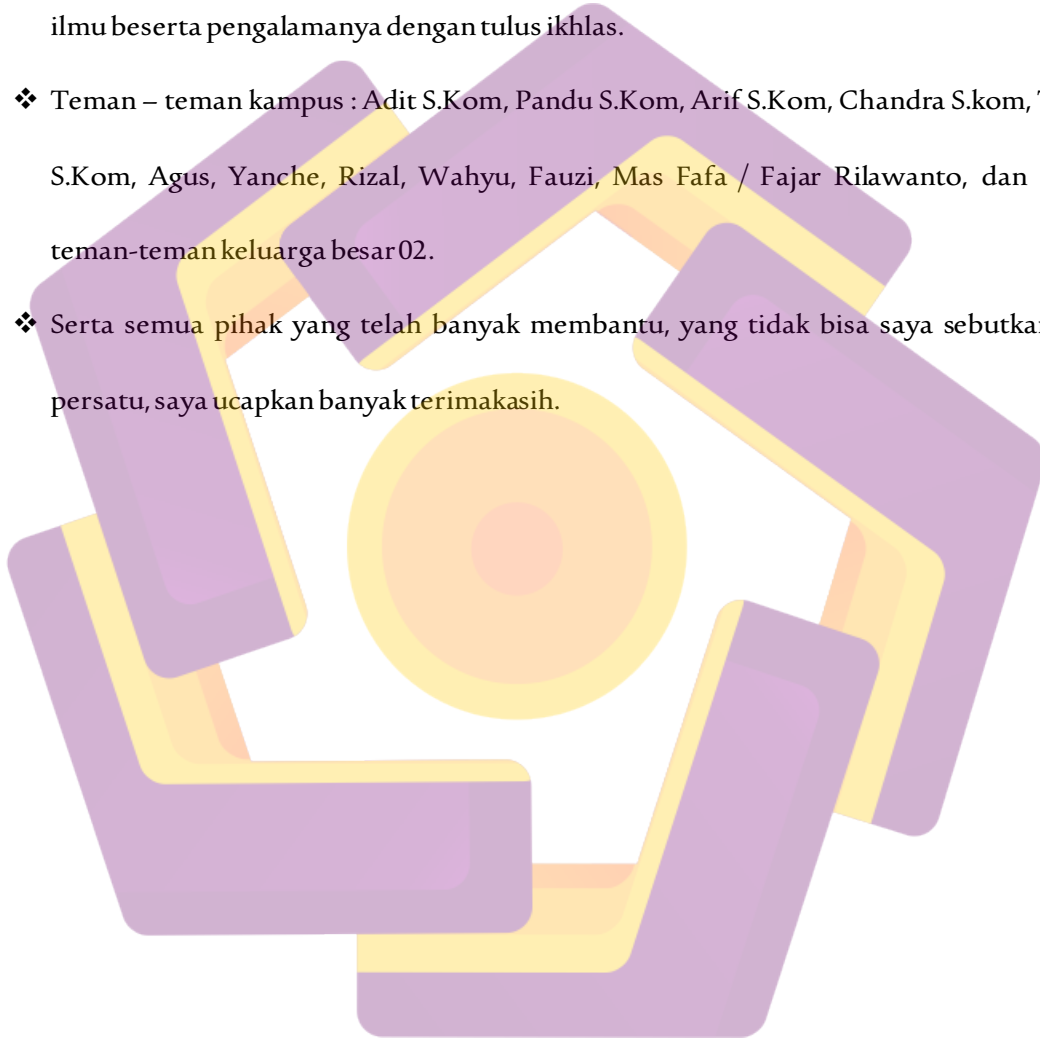 ilmu beserta pengalamanya dengan tulus ikhlas.
❖ Teman – teman kampus : Adit S.Kom, Pandu S.Kom, Arif S.Kom, Chandra S.kom,
S.Kom, Agus, Yanche, Rizal, Wahyu, Fauzi, Mas Fafa / Fajar Rilawanto, dan
teman-teman keluarga besar 02.
❖ Serta semua pihak yang telah banyak membantu, yang tidak bisa saya
persatu, saya ucapkan banyak terimakasih.